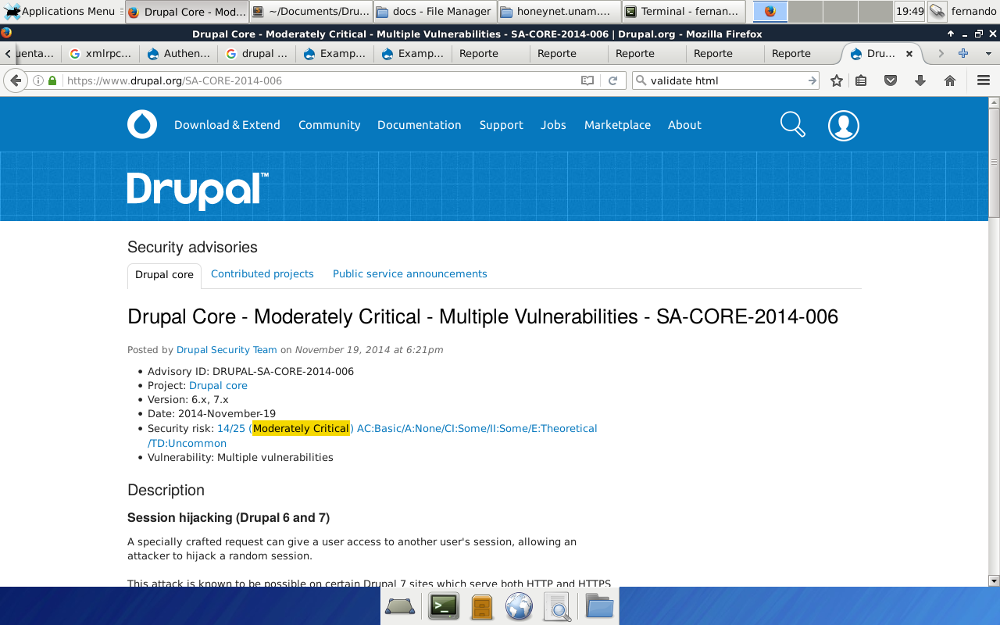 Applications Menu
Drupal Core - Mod...
~/Documents/Dru...
docs - File Manager
honeynet.unam....
Terminal - fernan...
19:49
fernando
Drupal Core - Moderately Critical - Multiple Vulnerabilities - SA-CORE-2014-006 | Drupal.org - Mozilla Firefox
uenta...
xmlrpc...
Authen...
drupal ...
Examp...
Examp...
Reporte
Reporte
Reporte
Reporte
Reporte
Dru...
https://www.drupal.org/SA-CORE-2014-006
validate html
Download & Extend
Community
Documentation
Support
Jobs
Marketplace
About
Drupal™
Security advisories
Drupal core
Contributed projects
Public service announcements
Drupal Core - Moderately Critical - Multiple Vulnerabilities - SA-CORE-2014-006
Posted by Drupal Security Team on November 19, 2014 at 6:21pm
• Advisory ID: DRUPAL-SA-CORE-2014-006
• Project: Drupal core
• Version: 6.x, 7.x
• Date: 2014-November-19
• Security risk: 14/25 (Moderately Critical) AC:Basic/A:None/CI:Some/II:Some/E:Theoretical
/TD:Uncommon
• Vulnerability: Multiple vulnerabilities
Description
Session hijacking (Drupal 6 and 7)
A specially crafted request can give a user access to another user's session, allowing an
attacker to hijack a random session.
This attack is known to be possible on certain Drupal 7 sites which serve both HTTP and HTTPS